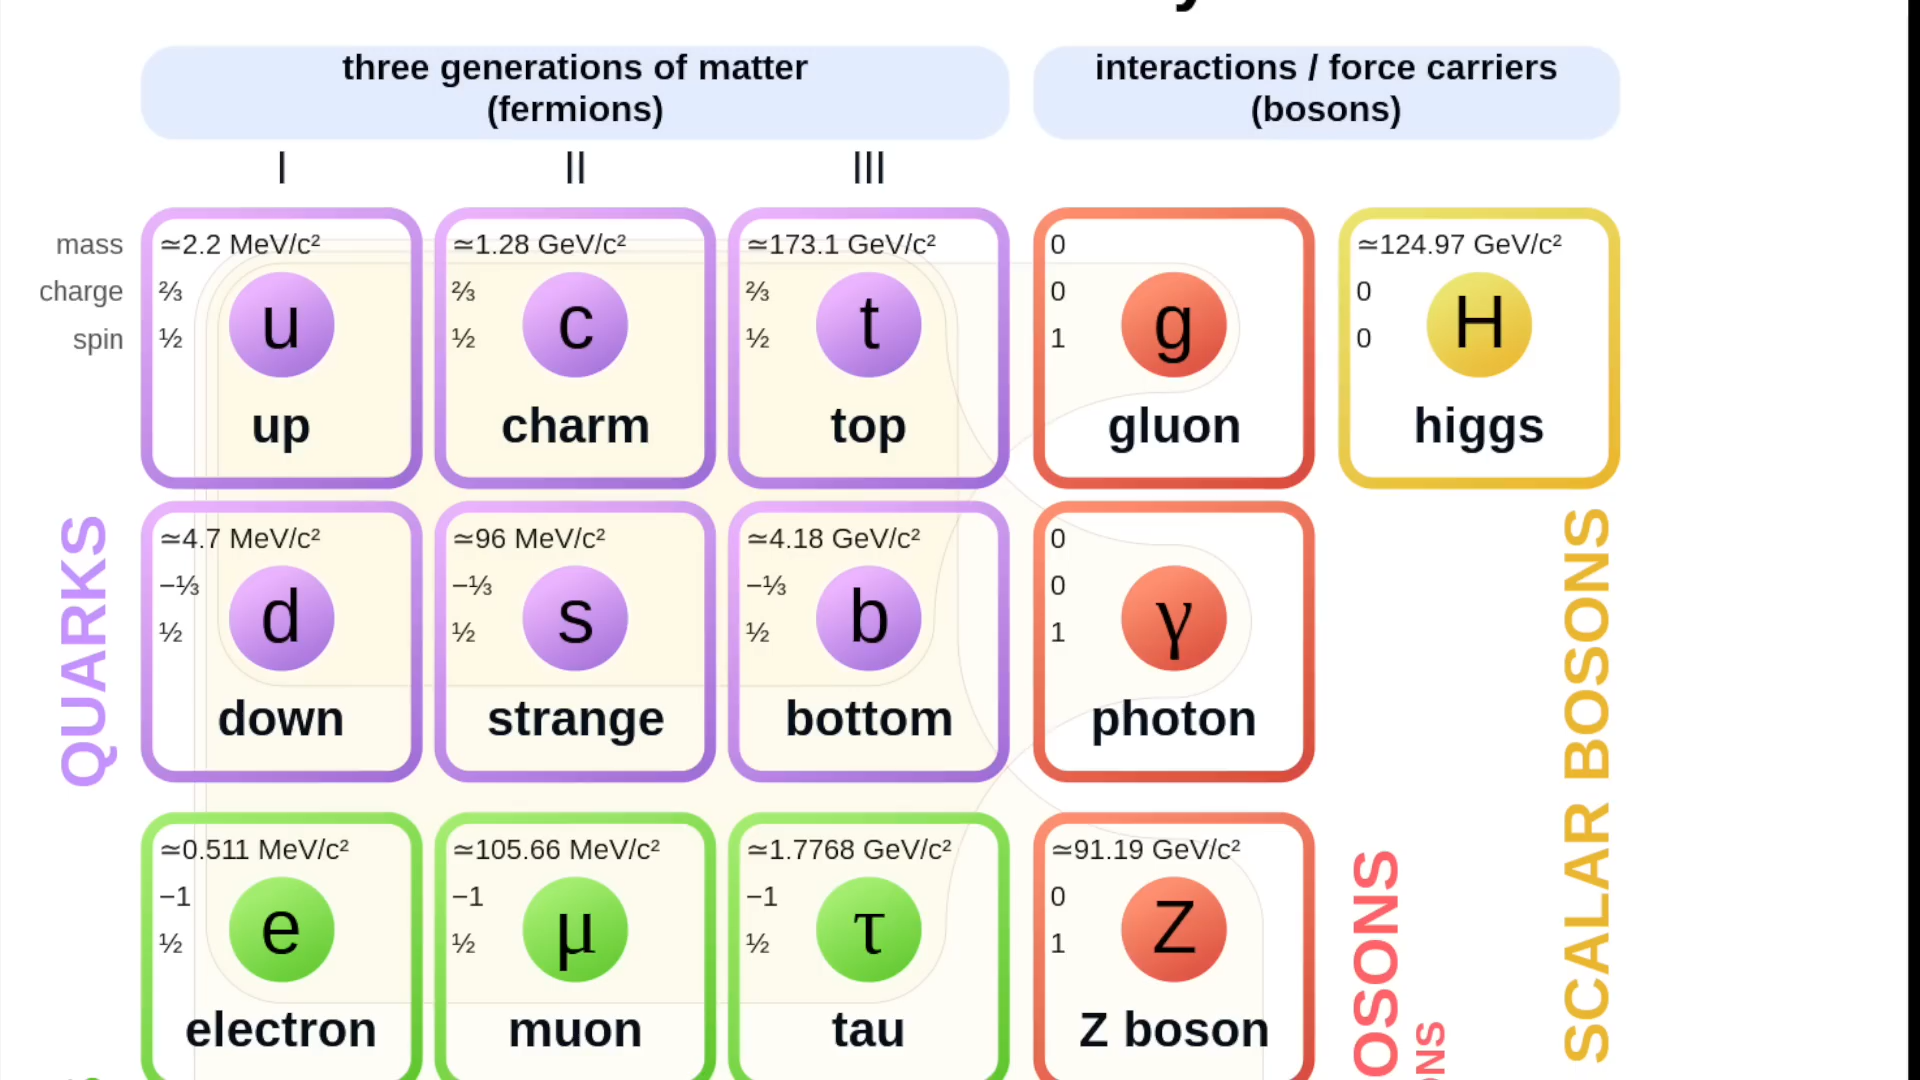 three generations of matter
(fermions)
interactions / force carriers
(bosons)
I II III
mass ≃2.2 MeV/c² ≃1.28 GeV/c² ≃173.1 GeV/c² 0 ≃124.97 GeV/c²
charge ⅔ ⅔ ⅔ 0 0
spin ½ ½ ½ 1 0
u c t g H
up charm top gluon higgs
QUARKS
≃4.7 MeV/c² ≃96 MeV/c² ≃4.18 GeV/c² 0
−⅓ −⅓ −⅓ 0
½ ½ ½ 1
d s b γ
down strange bottom photon
SCALAR BOSONS
≃0.511 MeV/c² ≃105.66 MeV/c² ≃1.7768 GeV/c² ≃91.19 GeV/c²
−1 −1 −1 0
½ ½ ½ 1
e μ τ Z
electron muon tau Z boson
OSONS